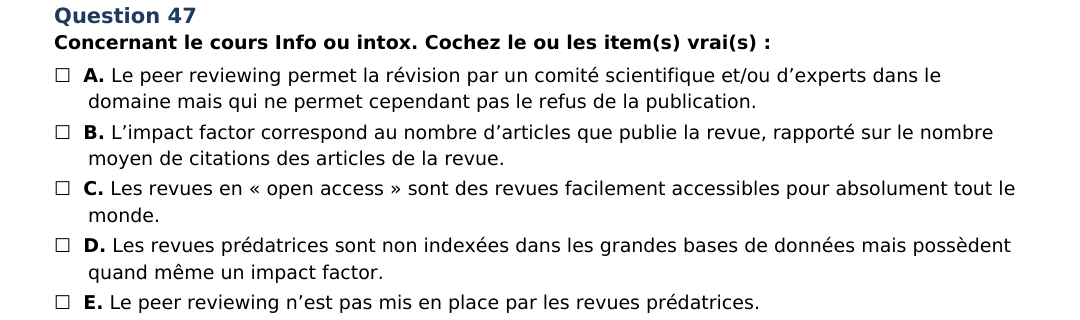 Question 47
Concernant le cours Info ou intox. Cochez le ou les item(s) vrai(s) :
☐ A. Le peer reviewing permet la révision par un comité scientifique et/ou d’experts dans le
domaine mais qui ne permet cependant pas le refus de la publication.
☐ B. L’impact factor correspond au nombre d’articles que publie la revue, rapporté sur le nombre
moyen de citations des articles de la revue.
☐ C. Les revues en « open access » sont des revues facilement accessibles pour absolument tout le
monde.
☐ D. Les revues prédatrices sont non indexées dans les grandes bases de données mais possèdent
quand même un impact factor.
☐ E. Le peer reviewing n’est pas mis en place par les revues prédatrices.